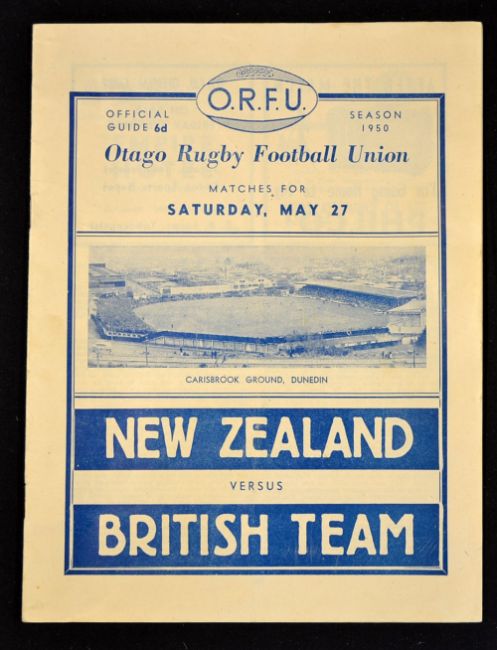 O.R.F.U.
OFFICIAL
GUIDE 6d
SEASON
1950
Otago Rugby Football Union
MATCHES FOR
SATURDAY, MAY 27
CARISBROOK GROUND, DUNEDIN
NEW ZEALAND
VERSUS
BRITISH TEAM